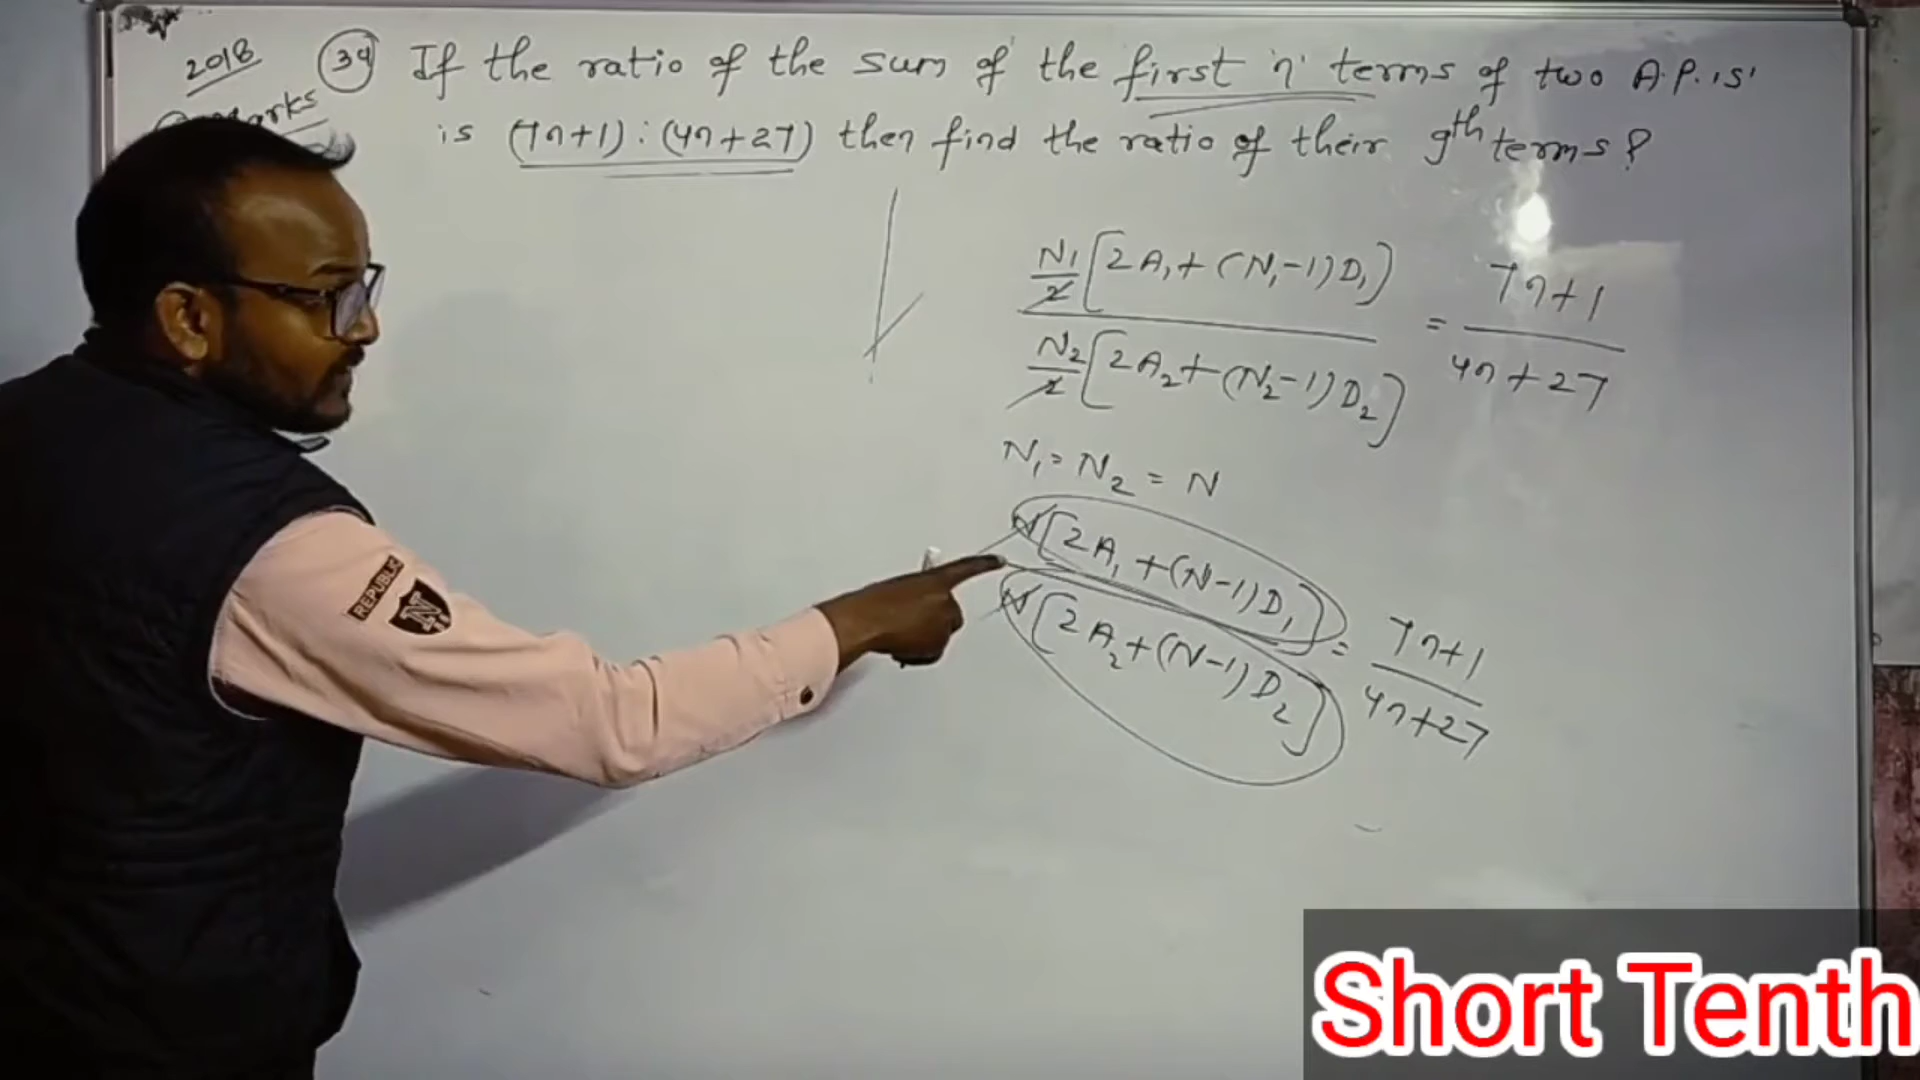 2018 (34) If the ratio of the sum of the first 'n' terms of two A.P. is'
Marks is (7n+1) : (4n+27) then find the ratio of their 9th terms?
N1/2 [2A1+(N1-1)D1] / N2/2 [2A2+(N2-1)D2] = 7n+1 / 4n+27
N1 = N2 = N
N[2A1+(N-1)D1] / N[2A2+(N-1)D2] = 7n+1 / 4n+27
REPUBLIC
N
Short Tenth